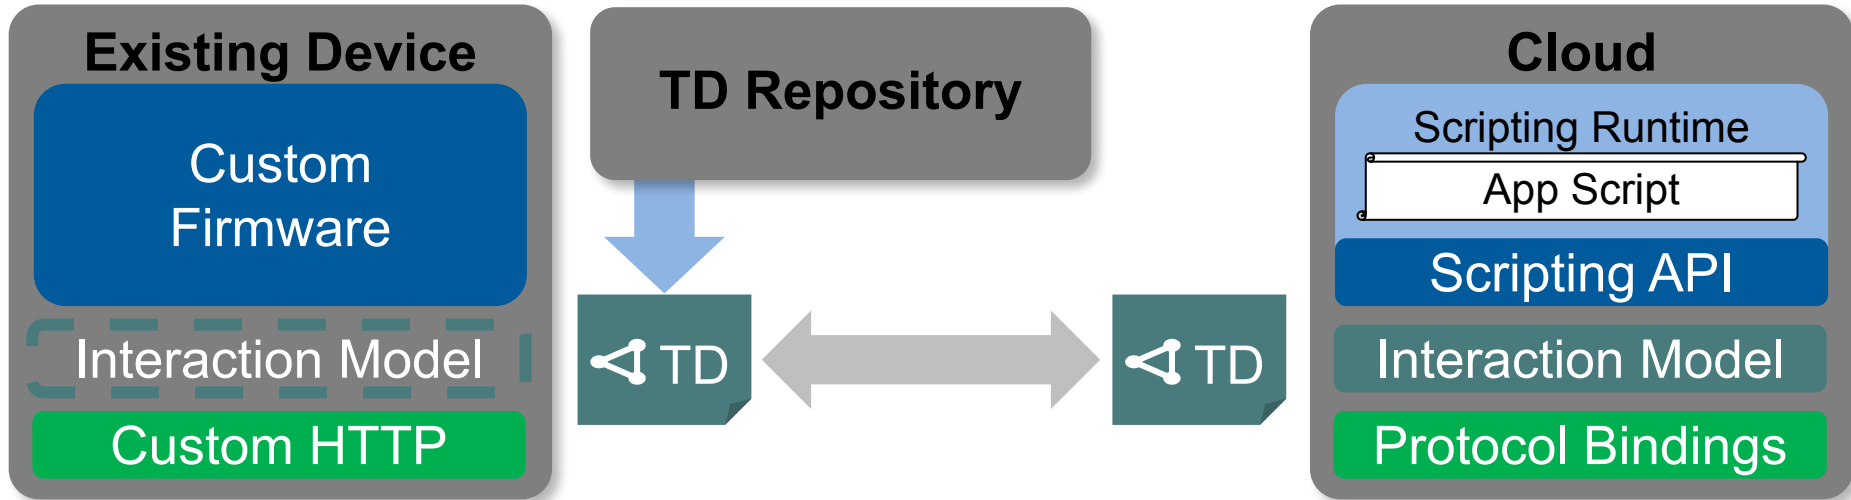 Existing Device
Custom
Firmware
Interaction Model
Custom HTTP
TD Repository
TD
TD
Cloud
Scripting Runtime
App Script
Scripting API
Interaction Model
Protocol Bindings